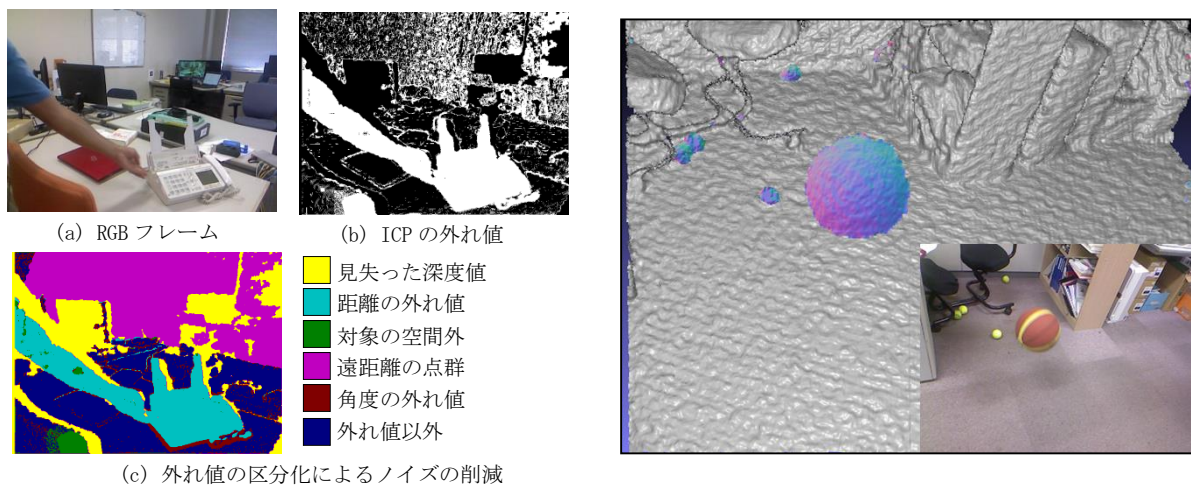 (a) RGB フレーム
(b) ICP の外れ値
見失った深度値
距離の外れ値
対象の空間外
遠距離の点群
角度の外れ値
外れ値以外
(c) 外れ値の区分化によるノイズの削減